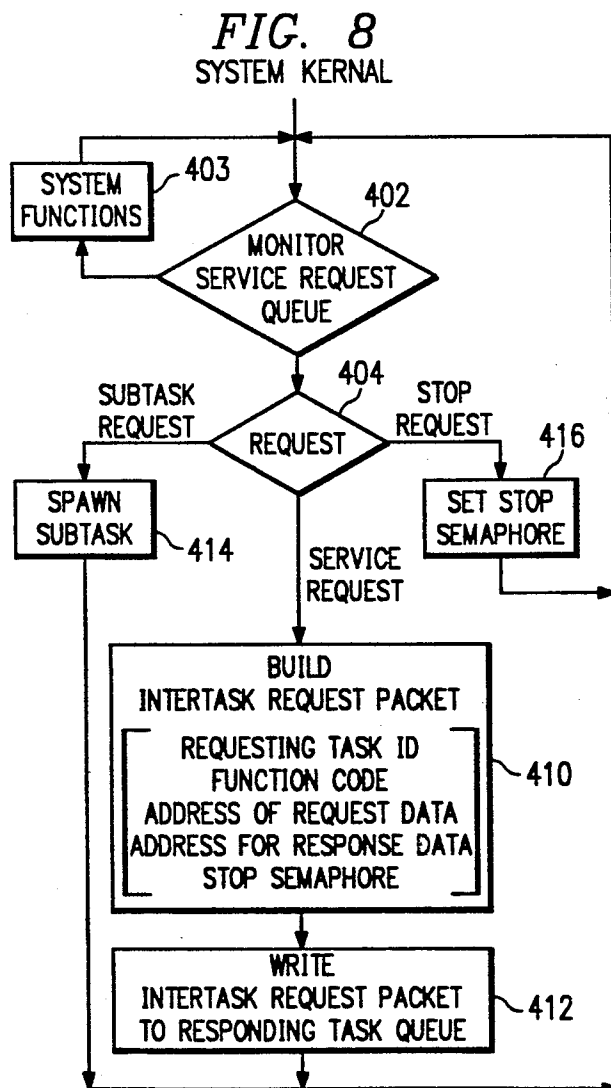 FIG. 8
SYSTEM KERNAL
403
SYSTEM
FUNCTIONS
402
MONITOR
SERVICE REQUEST
QUEUE
404
SUBTASK
REQUEST
REQUEST
STOP
REQUEST
416
SPAWN
SUBTASK
414
SET STOP
SEMAPHORE
SERVICE
REQUEST
BUILD
INTERTASK REQUEST PACKET
REQUESTING TASK ID
FUNCTION CODE
ADDRESS OF REQUEST DATA
ADDRESS FOR RESPONSE DATA
STOP SEMAPHORE
410
WRITE
INTERTASK REQUEST PACKET
TO RESPONDING TASK QUEUE
412